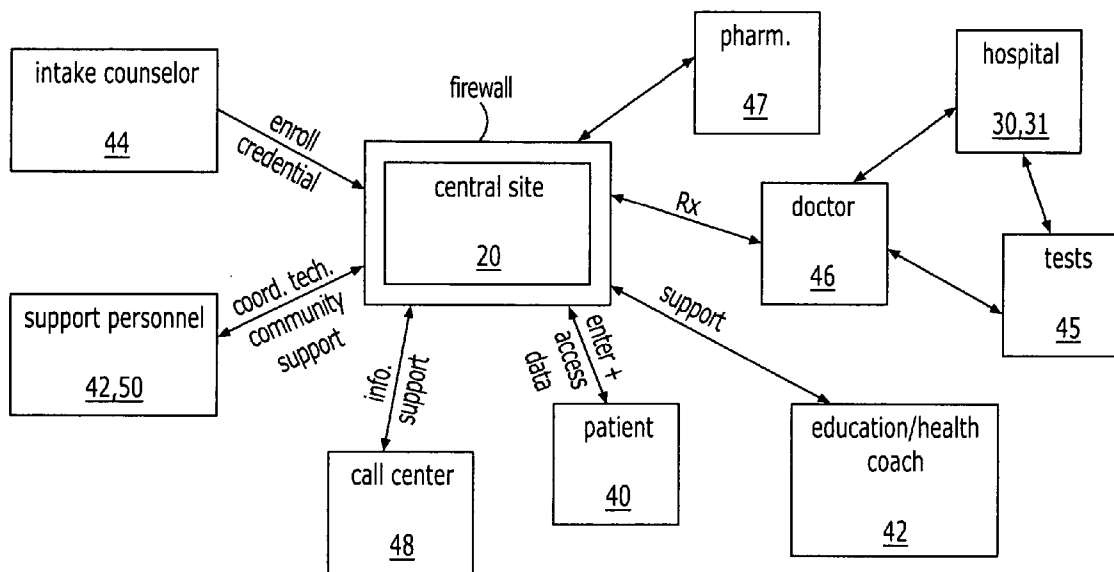 intake counselor
44
enroll
credential
firewall
pharm.
47
hospital
30,31
central site
20
Rx
doctor
46
tests
45
support personnel
42,50
coord. tech.
community
support
info.
support
enter +
access
data
support
call center
48
patient
40
education/health
coach
42